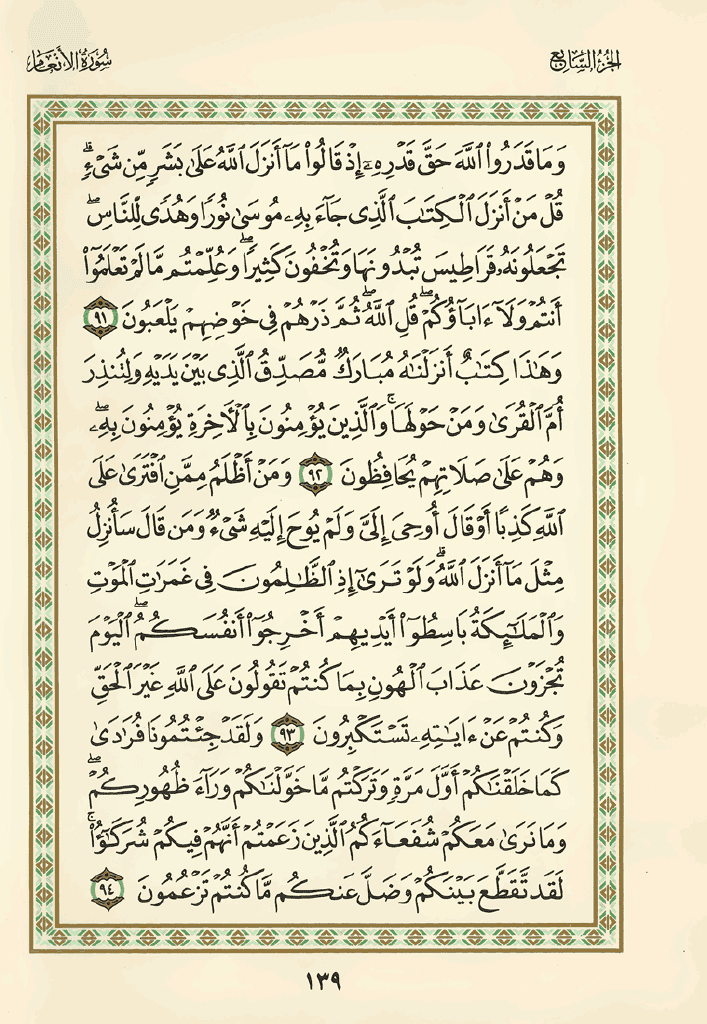 الجزء السابع
سورة الأنعام
وَمَا قَدَرُوا۟ ٱللَّهَ حَقَّ قَدْرِهِۦٓ إِذْ قَالُوا۟ مَآ أَنزَلَ ٱللَّهُ عَلَىٰ بَشَرٍ مِّن شَىْءٍ ۗ
قُلْ مَنْ أَنزَلَ ٱلْكِتَـٰبَ ٱلَّذِى جَآءَ بِهِۦ مُوسَىٰ نُورًا وَهُدًى لِّلنَّاسِ ۖ
تَجْعَلُونَهُۥ قَرَاطِيسَ تُبْدُونَهَا وَتُخْفُونَ كَثِيرًا ۖ وَعُلِّمْتُم مَّا لَمْ تَعْلَمُوٓا۟
أَنتُمْ وَلَآ ءَابَآؤُكُمْ ۖ قُلِ ٱللَّهُ ۖ ثُمَّ ذَرْهُمْ فِى خَوْضِهِمْ يَلْعَبُونَ ٩١
وَهَـٰذَا كِتَـٰبٌ أَنزَلْنَـٰهُ مُبَارَكٌ مُّصَدِّقُ ٱلَّذِى بَيْنَ يَدَيْهِ وَلِتُنذِرَ
أُمَّ ٱلْقُرَىٰ وَمَنْ حَوْلَهَا ۚ وَٱلَّذِينَ يُؤْمِنُونَ بِٱلْـَٔاخِرَةِ يُؤْمِنُونَ بِهِۦ ۖ
وَهُمْ عَلَىٰ صَلَاتِهِمْ يُحَافِظُونَ ٩٢ وَمَنْ أَظْلَمُ مِمَّنِ ٱفْتَرَىٰ عَلَى
ٱللَّهِ كَذِبًا أَوْ قَالَ أُوحِىَ إِلَىَّ وَلَمْ يُوحَ إِلَيْهِ شَىْءٌ وَمَن قَالَ سَأُنزِلُ
مِثْلَ مَآ أَنزَلَ ٱللَّهُ ۗ وَلَوْ تَرَىٰٓ إِذِ ٱلظَّـٰلِمُونَ فِى غَمَرَٰتِ ٱلْمَوْتِ
وَٱلْمَلَـٰٓئِكَةُ بَاسِطُوٓا۟ أَيْدِيهِمْ أَخْرِجُوٓا۟ أَنفُسَكُمُ ۖ ٱلْيَوْمَ
تُجْزَوْنَ عَذَابَ ٱلْهُونِ بِمَا كُنتُمْ تَقُولُونَ عَلَى ٱللَّهِ غَيْرَ ٱلْحَقِّ
وَكُنتُمْ عَنْ ءَايَـٰتِهِۦ تَسْتَكْبِرُونَ ٩٣ وَلَقَدْ جِئْتُمُونَا فُرَٰدَىٰ
كَمَا خَلَقْنَـٰكُمْ أَوَّلَ مَرَّةٍ وَتَرَكْتُم مَّا خَوَّلْنَـٰكُمْ وَرَآءَ ظُهُورِكُمْ ۖ
وَمَا نَرَىٰ مَعَكُمْ شُفَعَآءَكُمُ ٱلَّذِينَ زَعَمْتُمْ أَنَّهُمْ فِيكُمْ شُرَكَـٰٓؤُا۟ ۚ
لَقَد تَّقَطَّعَ بَيْنَكُمْ وَضَلَّ عَنكُم مَّا كُنتُمْ تَزْعُمُونَ ٩٤
١٣٩